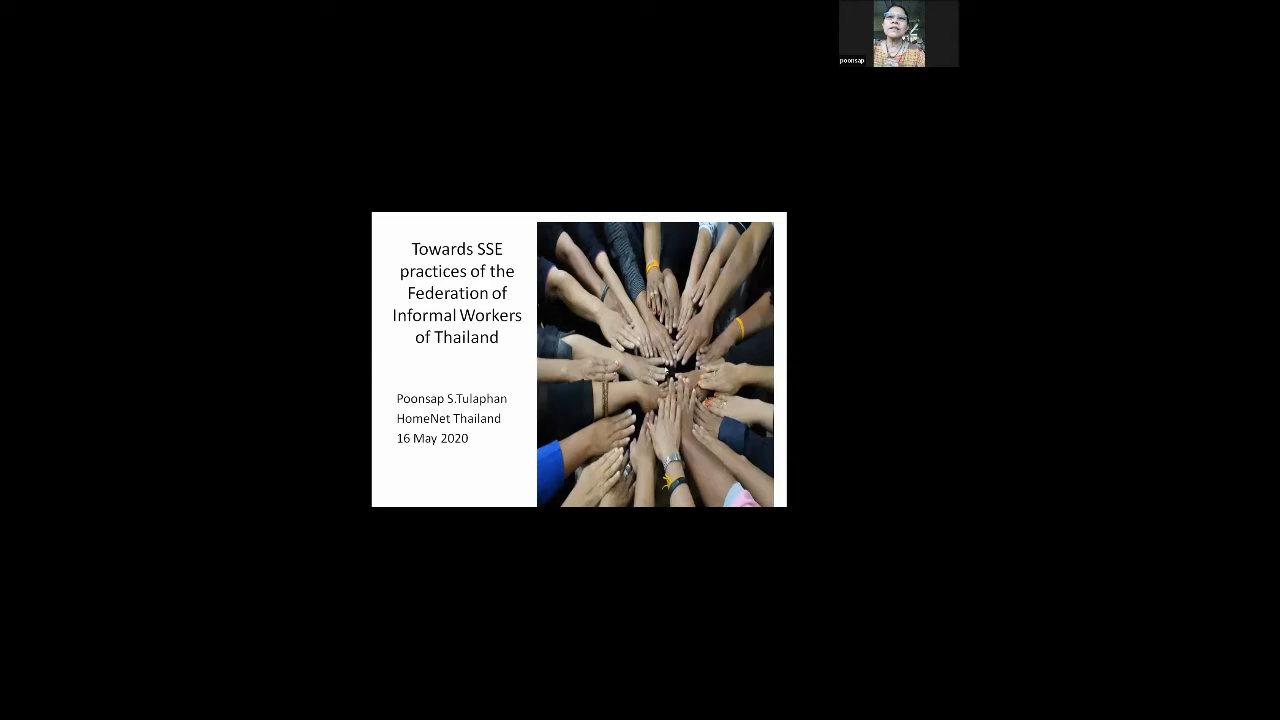 poonsap
Towards SSE
practices of the
Federation of
Informal Workers
of Thailand
Poonsap S.Tulaphan
HomeNet Thailand
16 May 2020